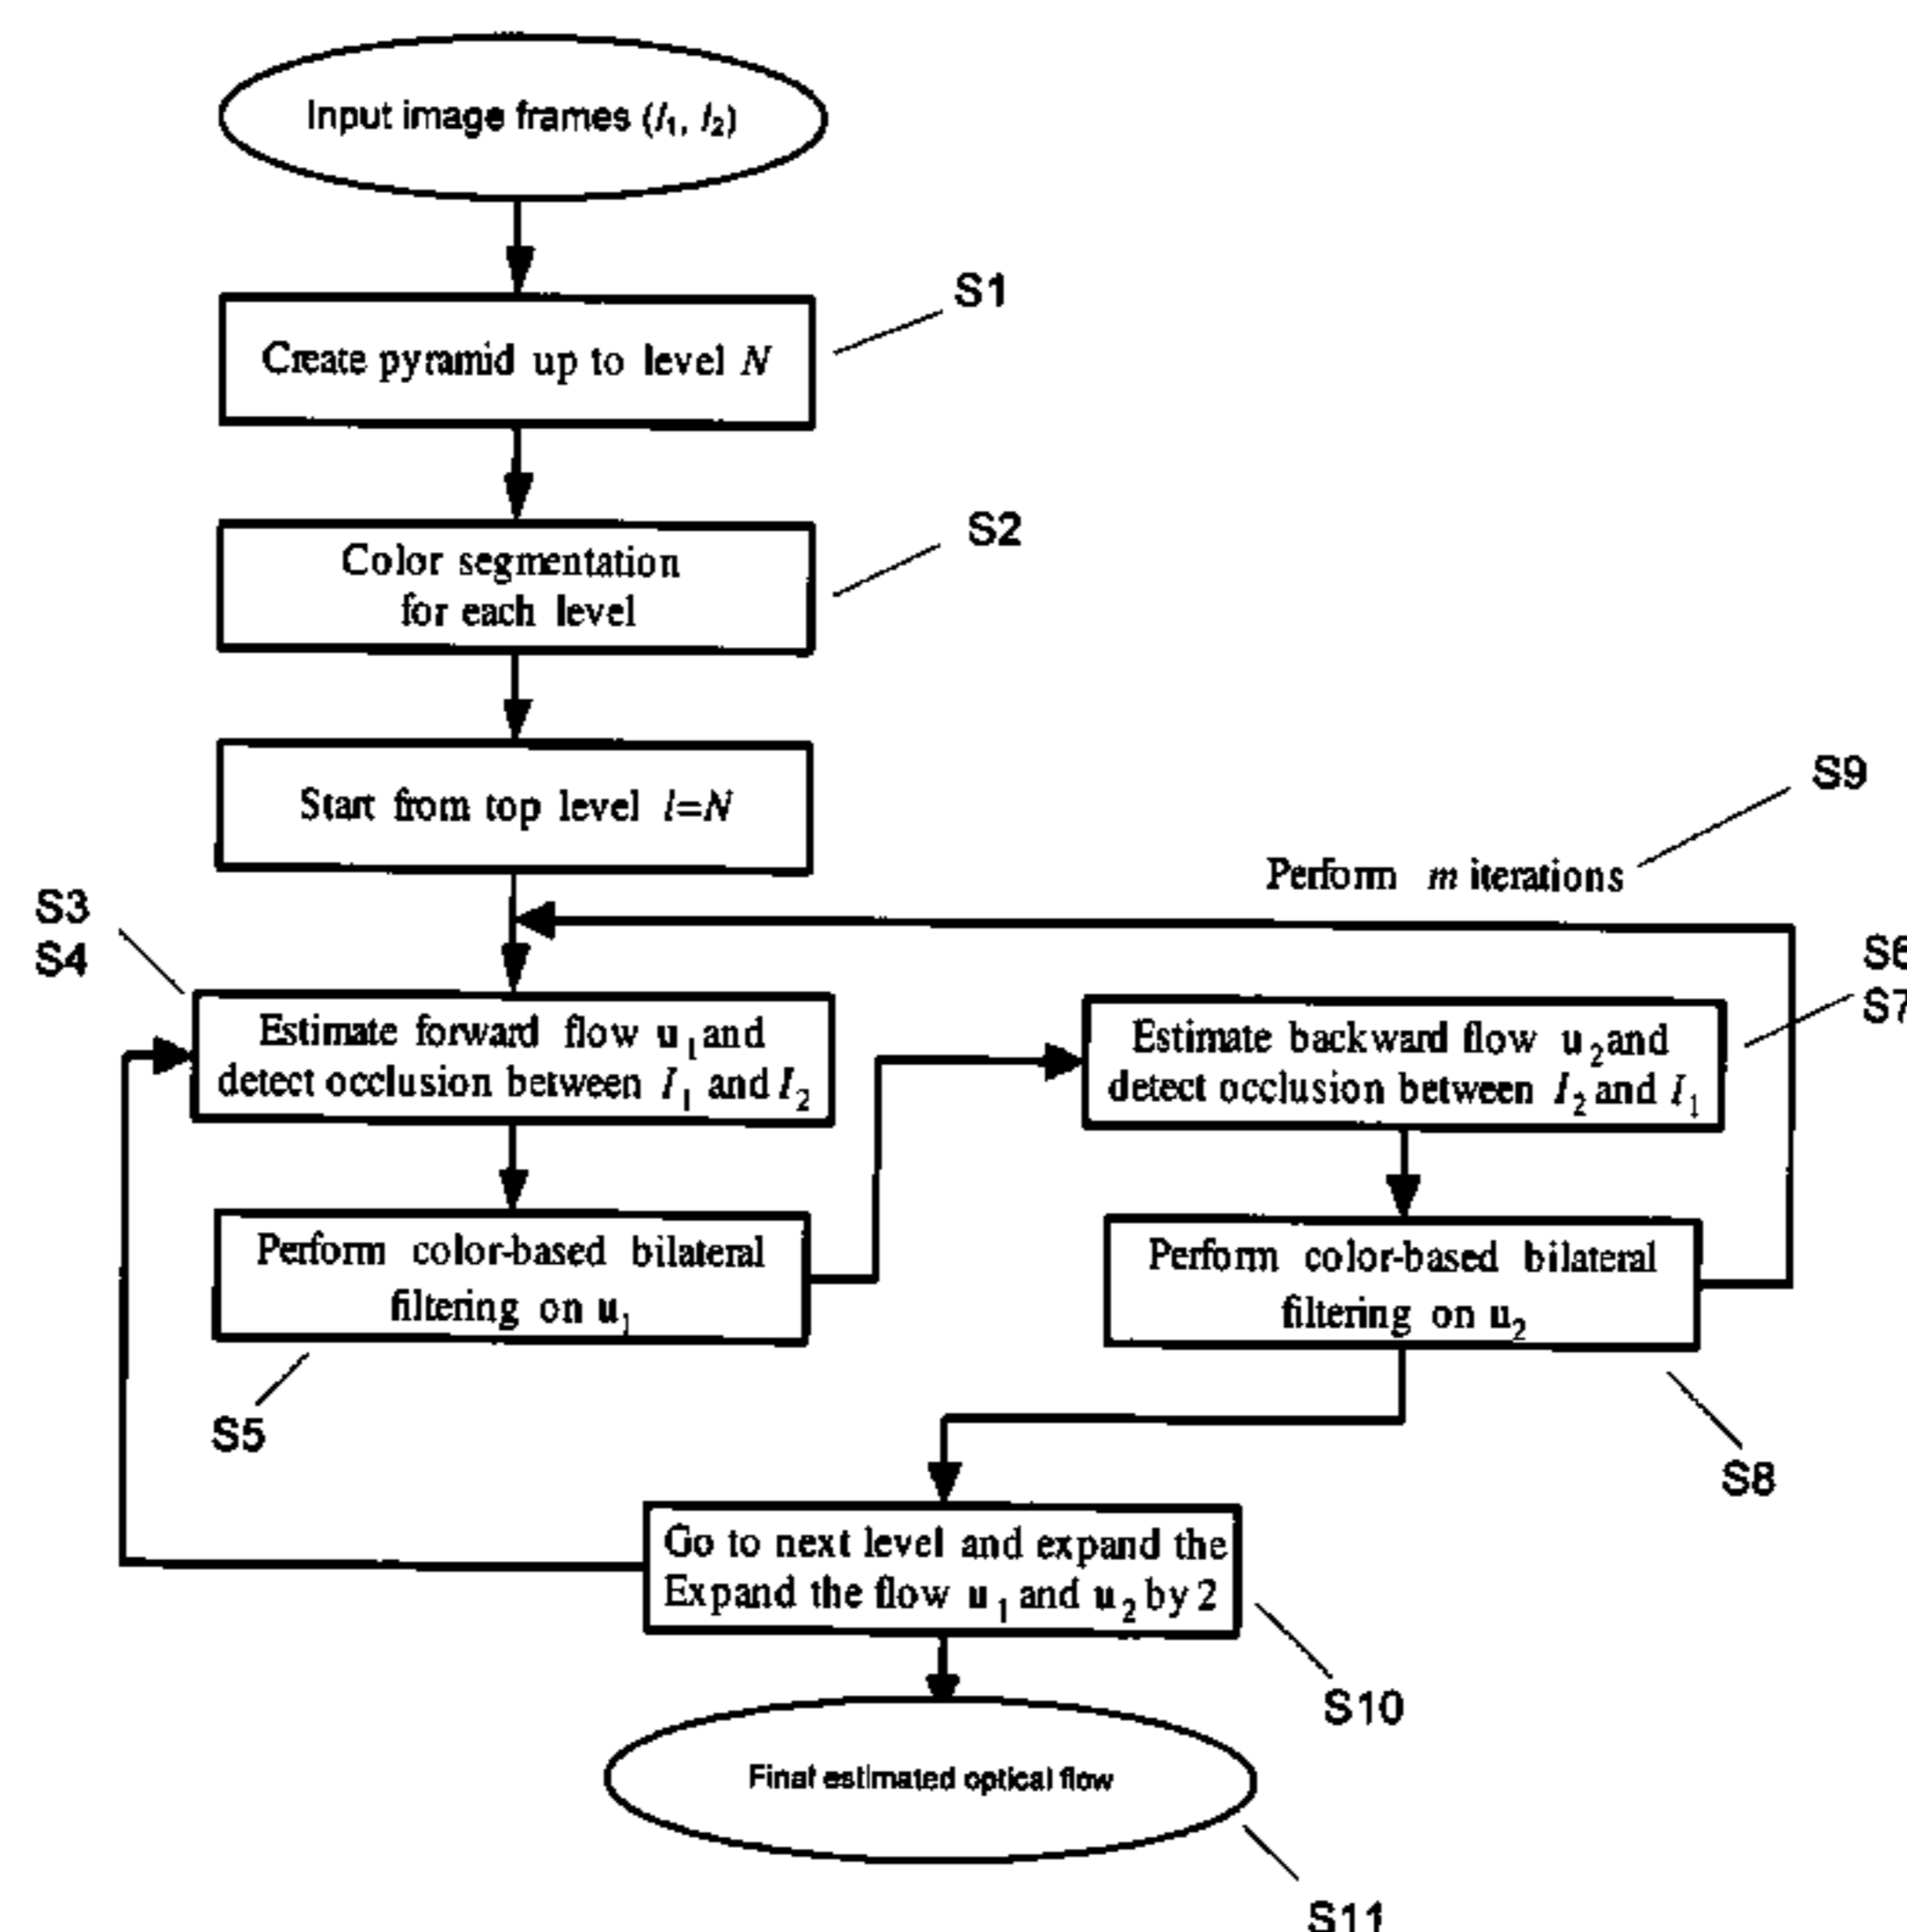 Input image frames (I₁, I₂)
S1
Create pyramid up to level N
S2
Color segmentation
for each level
Start from top level l=N
S9
Perform m iterations
S3
S4
S6
S7
Estimate forward flow u₁ and
detect occlusion between I₁ and I₂
Estimate backward flow u₂ and
detect occlusion between I₂ and I₁
Perform color-based bilateral
filtering on u₁
Perform color-based bilateral
filtering on u₂
S5
S8
Go to next level and expand the
Expand the flow u₁ and u₂ by 2
S10
Final estimated optical flow
S11